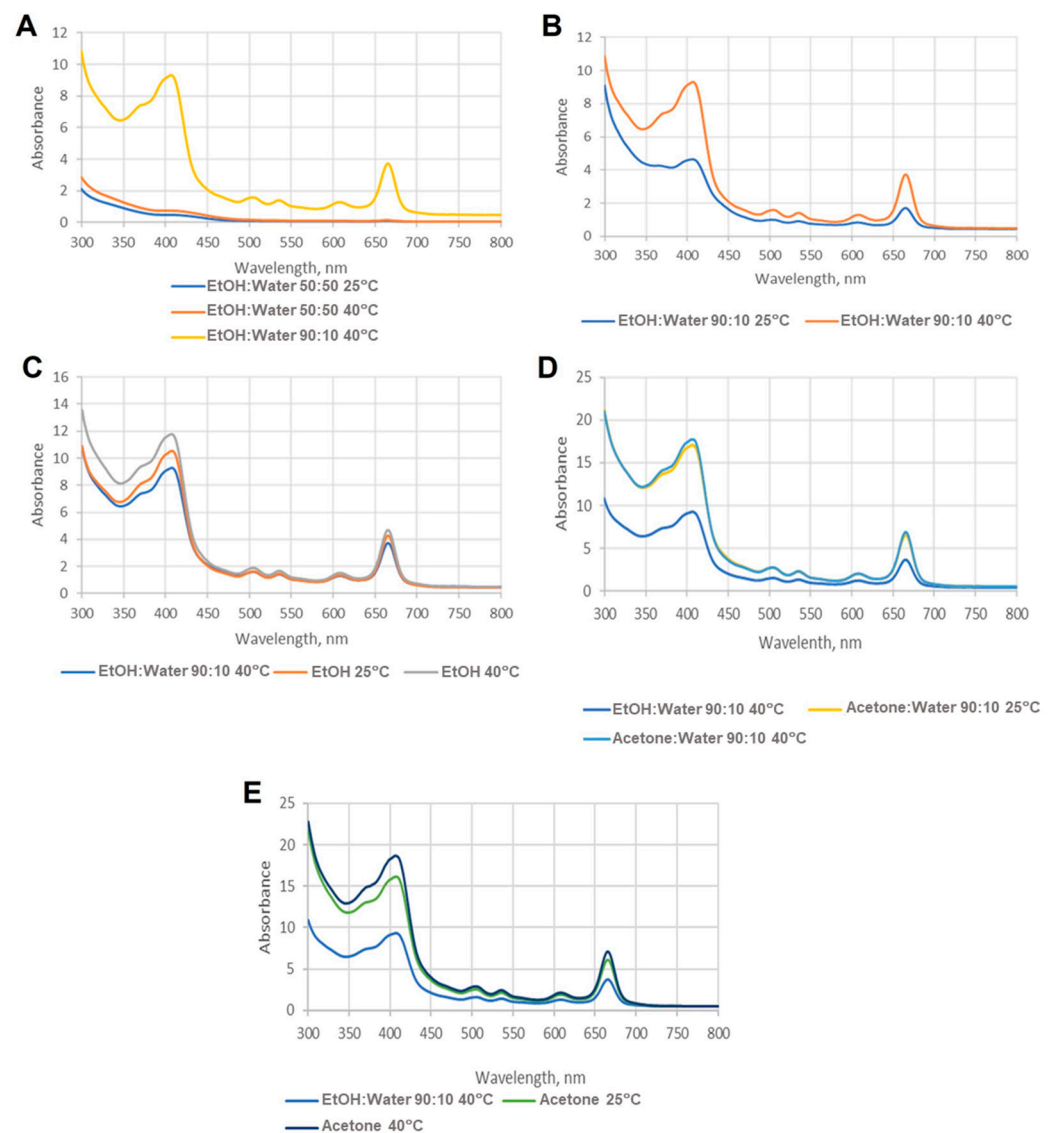 A
12
10
8
6
4
2
0
Absorbance
300 350 400 450 500 550 600 650 700 750 800
Wavelength, nm
EtOH:Water 50:50 25°C
EtOH:Water 50:50 40°C
EtOH:Water 90:10 40°C
B
12
10
8
6
4
2
0
Absorbance
300 350 400 450 500 550 600 650 700 750 800
Wavelength, nm
EtOH:Water 90:10 25°C EtOH:Water 90:10 40°C
C
16
14
12
10
8
6
4
2
0
Absorbance
300 350 400 450 500 550 600 650 700 750 800
Wavelength, nm
EtOH:Water 90:10 40°C EtOH 25°C EtOH 40°C
D
25
20
15
10
5
0
Absorbance
300 350 400 450 500 550 600 650 700 750 800
Wavelenth, nm
EtOH:Water 90:10 40°C Acetone:Water 90:10 25°C
Acetone:Water 90:10 40°C
E
25
20
15
10
5
0
Absorbance
300 350 400 450 500 550 600 650 700 750 800
Wavelength, nm
EtOH:Water 90:10 40°C Acetone 25°C
Acetone 40°C